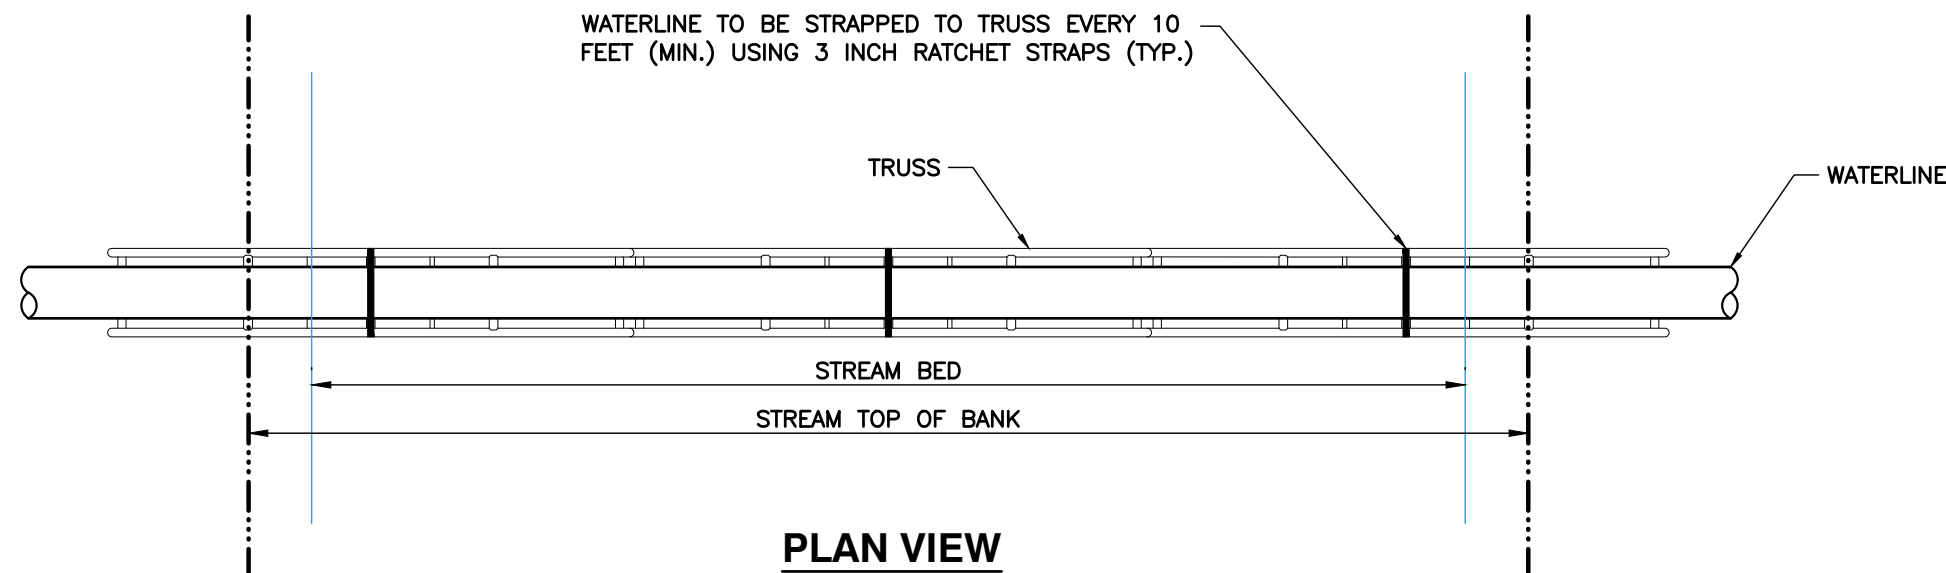 WATERLINE TO BE STRAPPED TO TRUSS EVERY 10
FEET (MIN.) USING 3 INCH RATCHET STRAPS (TYP.)
TRUSS
WATERLINE
STREAM BED
STREAM TOP OF BANK
PLAN VIEW